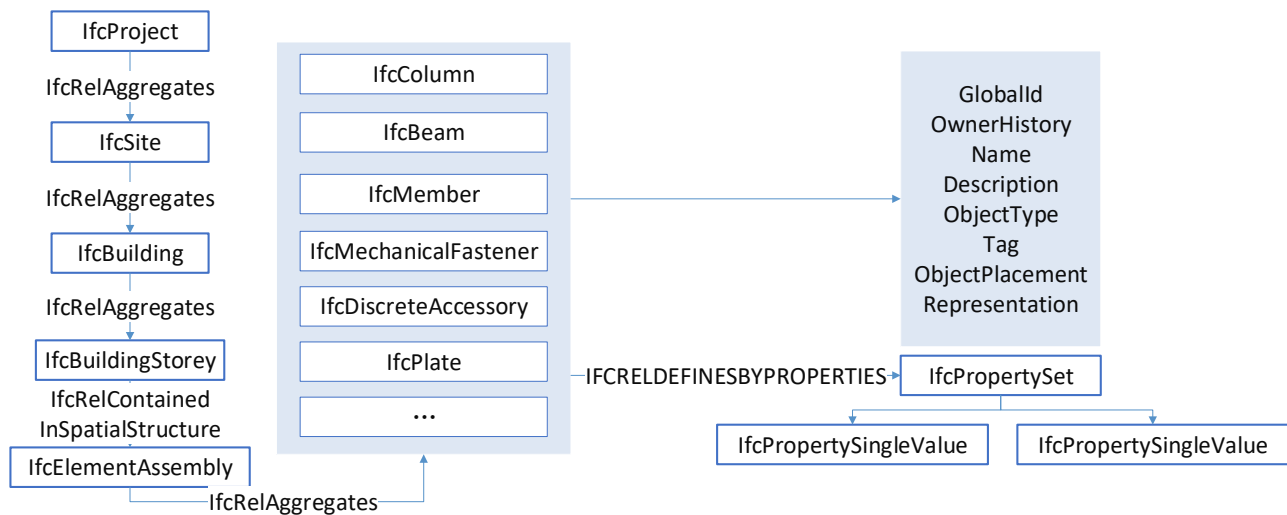 IfcProject
IfcRelAggregates
IfcSite
IfcRelAggregates
IfcBuilding
IfcRelAggregates
IfcBuildingStorey
IfcRelContained
InSpatialStructure
IfcElementAssembly
IfcRelAggregates
IfcColumn
IfcBeam
IfcMember
IfcMechanicalFastener
IfcDiscreteAccessory
IfcPlate
...
GlobalId
OwnerHistory
Name
Description
ObjectType
Tag
ObjectPlacement
Representation
IFCRELDEFINESBYPROPERTIES
IfcPropertySet
IfcPropertySingleValue
IfcPropertySingleValue